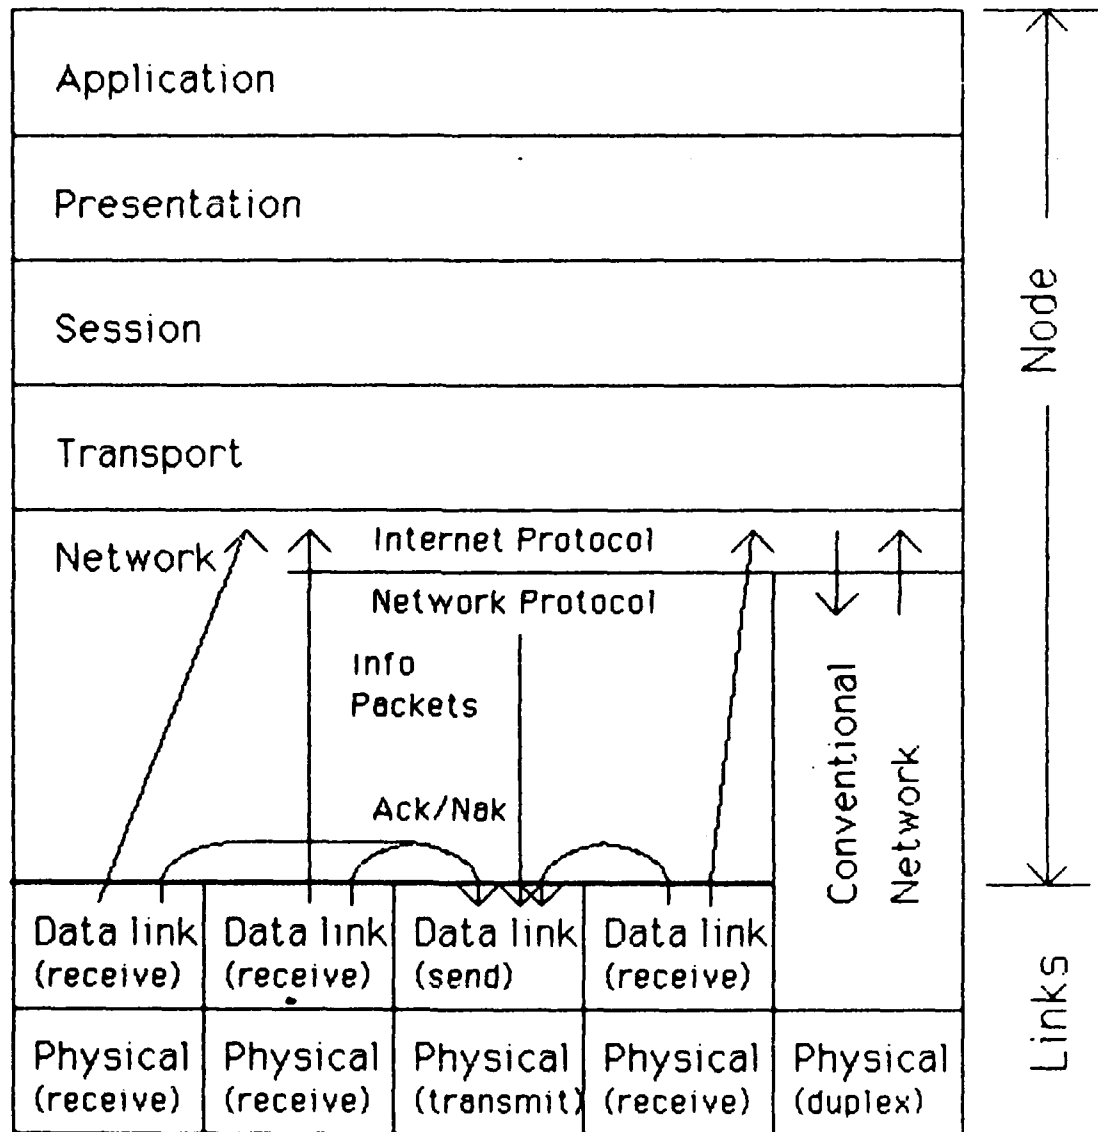 Application
Presentation
Session
Transport
Network
Internet Protocol
Network Protocol
Info
Packets
Ack/Nak
Conventional
Network
Data link
(receive)
Data link
(receive)
Data link
(send)
Data link
(receive)
Physical
(receive)
Physical
(receive)
Physical
(transmit)
Physical
(receive)
Physical
(duplex)
Node
Links